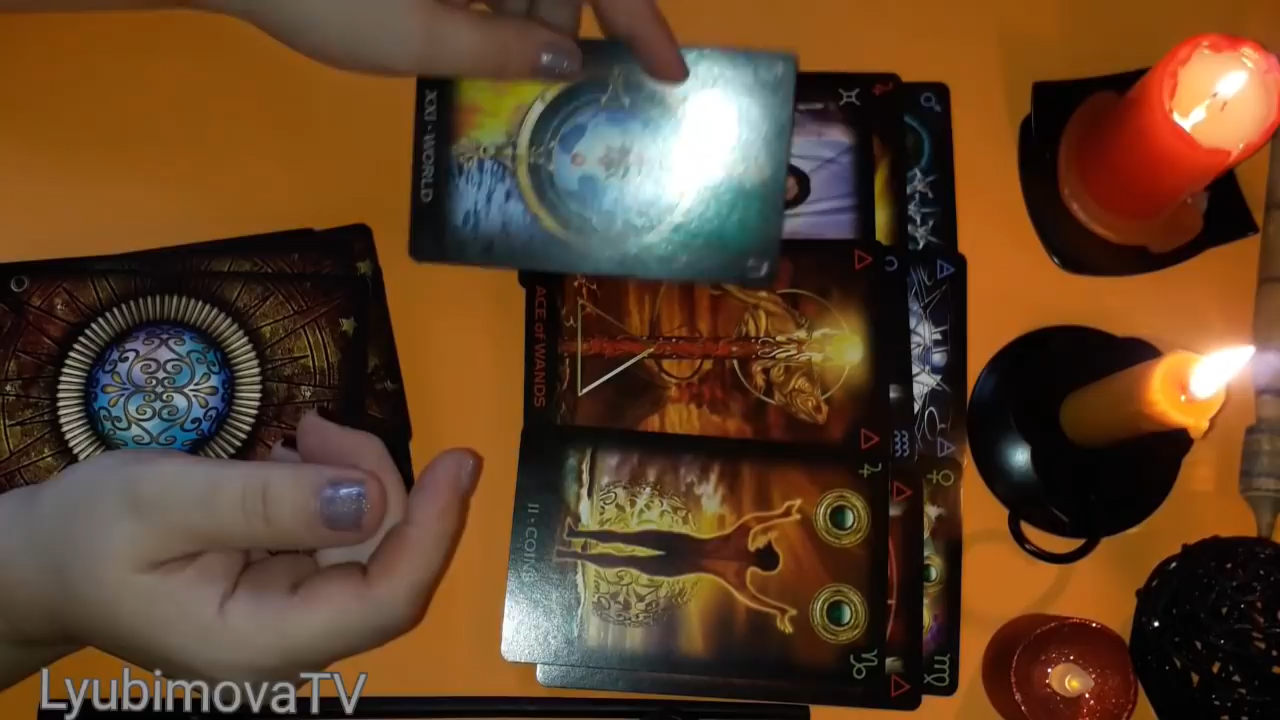 XXI • WORLD
ACE of WANDS
II • COINS
LyubimovaTV